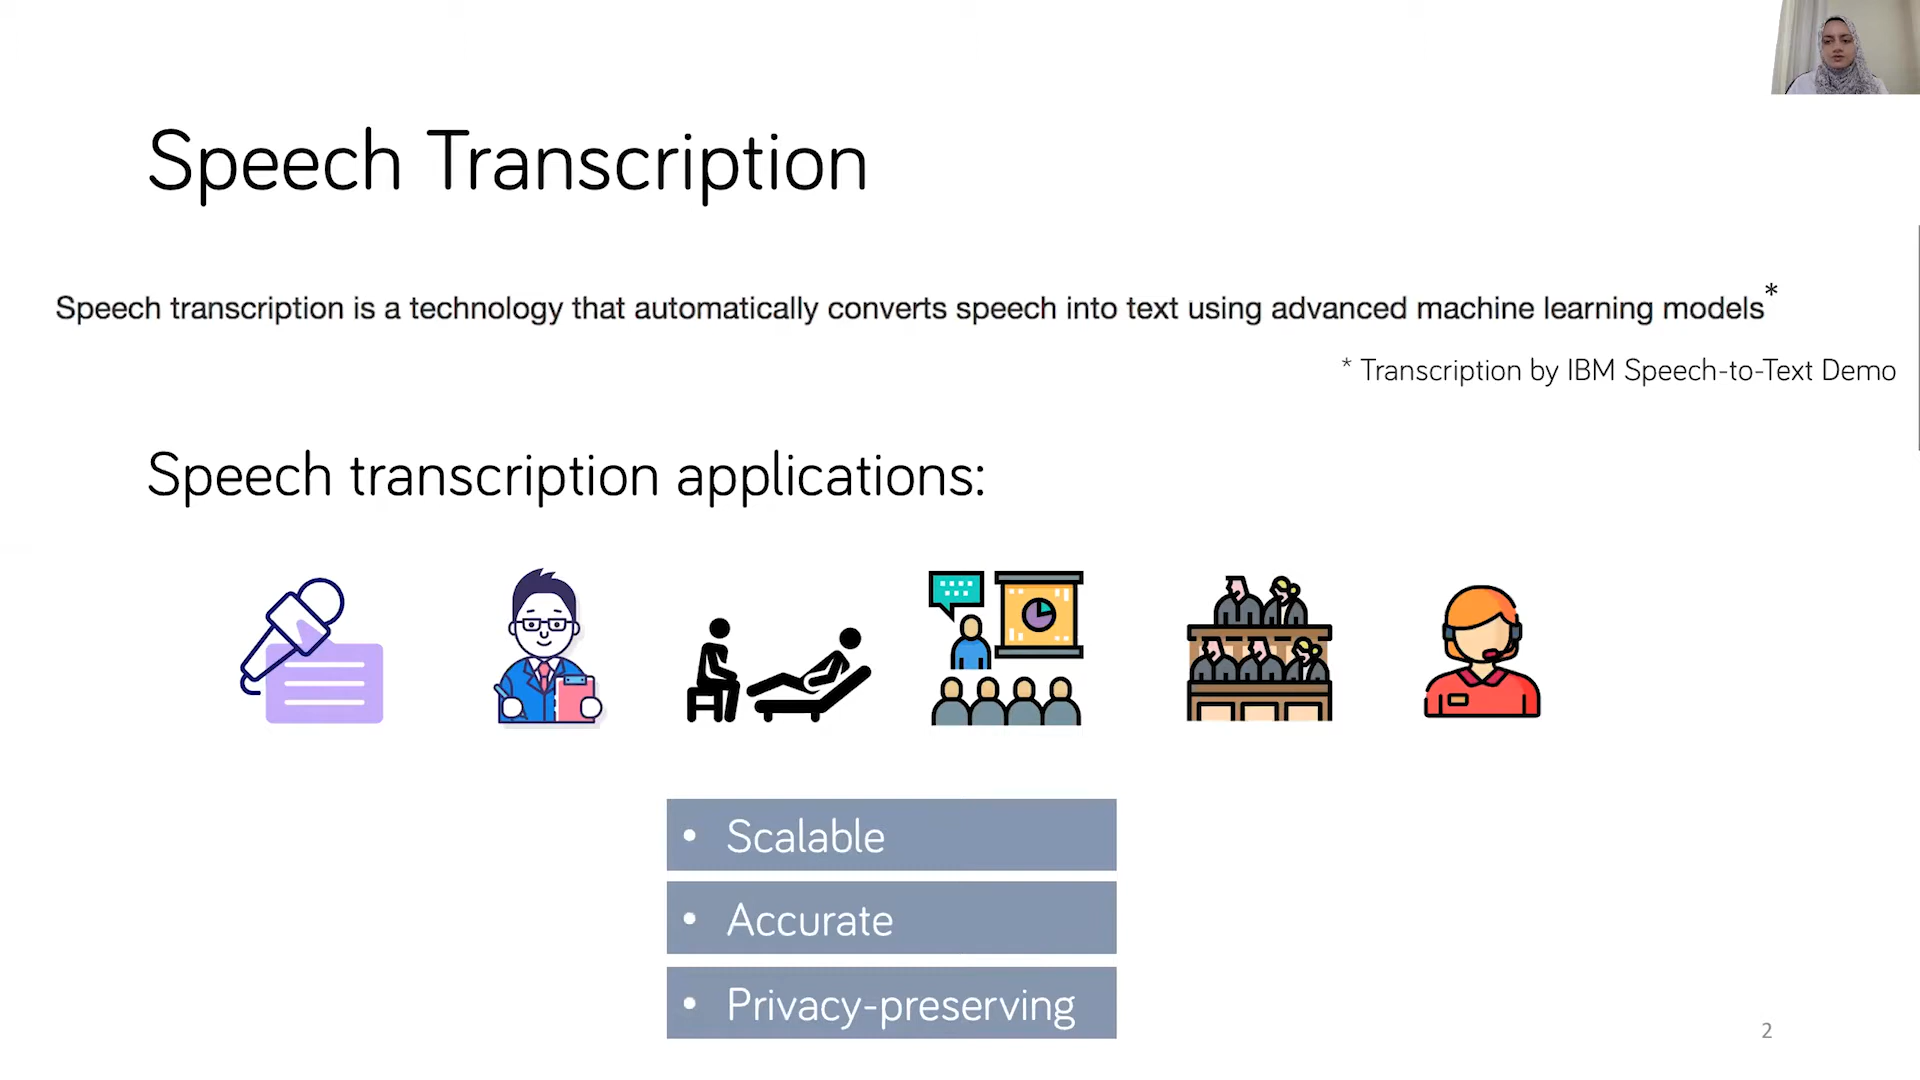 Speech Transcription
Speech transcription is a technology that automatically converts speech into text using advanced machine learning models*
* Transcription by IBM Speech-to-Text Demo
Speech transcription applications:
• Scalable
• Accurate
• Privacy-preserving
2